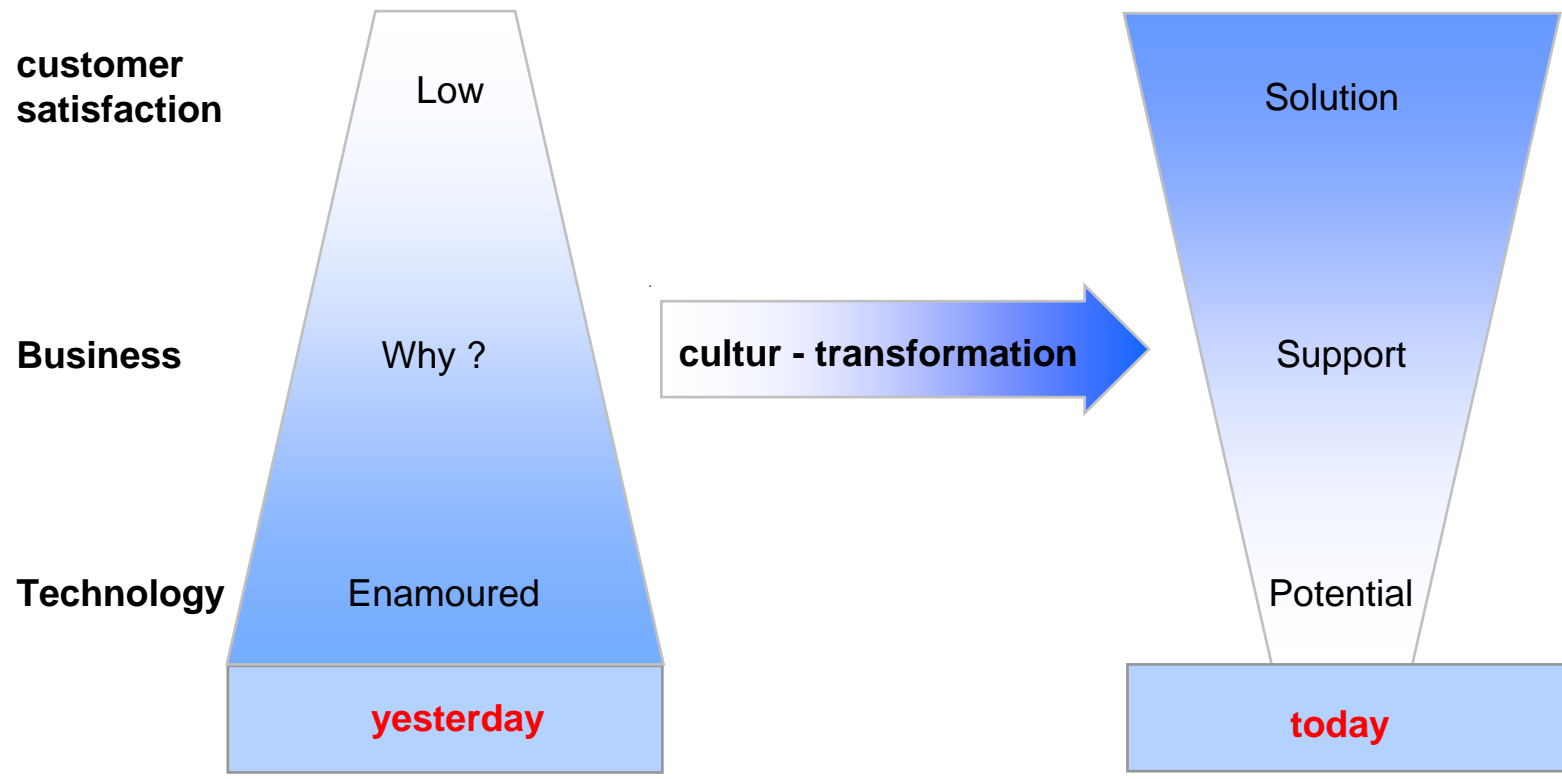 customer
satisfaction
Low
Solution
Business
Why ?
cultur - transformation
Support
Technology
Enamoured
Potential
yesterday
today